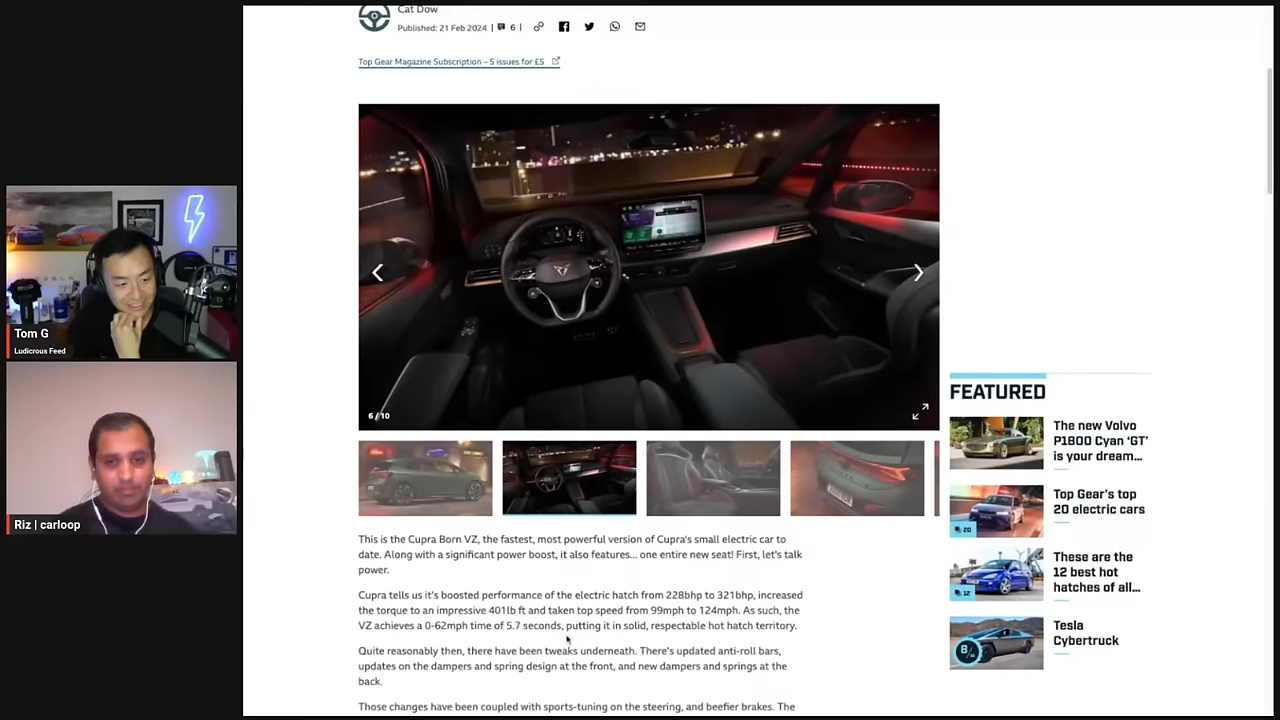 Cat Dow
Published: 21 Feb 2024 | 6 |
Top Gear Magazine Subscription – 5 issues for £5
6 / 10
This is the Cupra Born VZ, the fastest, most powerful version of Cupra's small electric car to
date. Along with a significant power boost, it also features... one entire new seat! First, let's talk
power.
Cupra tells us it's boosted performance of the electric hatch from 228bhp to 321bhp, increased
the torque to an impressive 401lb ft and taken top speed from 99mph to 124mph. As such, the
VZ achieves a 0-62mph time of 5.7 seconds, putting it in solid, respectable hot hatch territory.
Quite reasonably then, there have been tweaks underneath. There's updated anti-roll bars,
updates on the dampers and spring design at the front, and new dampers and springs at the
back.
Those changes have been coupled with sports-tuning on the steering, and beefier brakes. The
FEATURED
The new Volvo
P1800 Cyan ‘GT’
is your dream...
20
Top Gear's top
20 electric cars
12
These are the
12 best hot
hatches of all...
Tesla
Cybertruck
Tom G
Ludicrous Feed
Riz | carloop